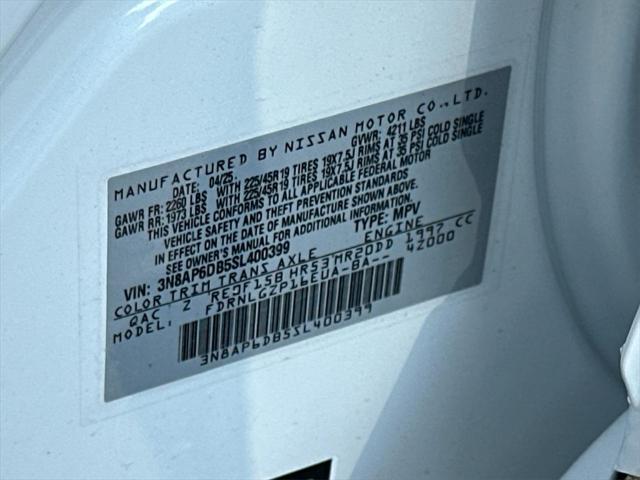 MANUFACTURED BY NISSAN MOTOR CO.,LTD.
DATE: 04/25 GVWR: 4211 LBS
GAWR FR: 2260 LBS WITH 225/45R19 TIRES 19X7.5J RIMS AT 36 PSI COLD SINGLE
GAWR RR: 1973 LBS WITH 225/45R19 TIRES 19X7.5J RIMS AT 33 PSI COLD SINGLE
THIS VEHICLE CONFORMS TO ALL APPLICABLE FEDERAL MOTOR
VEHICLE SAFETY AND THEFT PREVENTION STANDARDS
IN EFFECT ON THE DATE OF MANUFACTURE SHOWN ABOVE.
SEE OWNER'S MANUAL FOR ADDITIONAL INFORMATION.
VIN: 3N8AP6DB5SL400399 TYPE: MPV
COLOR TRIM TRANS AXLE ENGINE 1997 CC
QAC Z RE0F15B HR53 MR20DD 42000
MODEL: FDRNLGZP16EUA-8A--
3N8AP6DB5SL400399